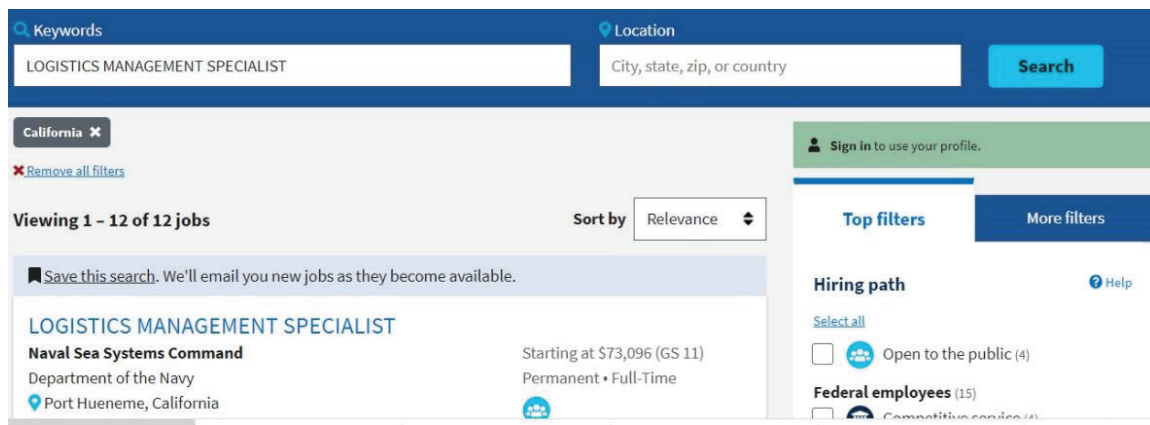 Keywords
LOGISTICS MANAGEMENT SPECIALIST
Location
City, state, zip, or country
Search
California ✖
✖ Remove all filters
Viewing 1 – 12 of 12 jobs
Sort by Relevance
Save this search. We'll email you new jobs as they become available.
LOGISTICS MANAGEMENT SPECIALIST
Naval Sea Systems Command
Department of the Navy
Port Hueneme, California
Starting at $73,096 (GS 11)
Permanent • Full-Time
Sign in to use your profile.
Top filters
More filters
Hiring path
? Help
Select all
Open to the public (4)
Federal employees (15)
Competitive service (4)